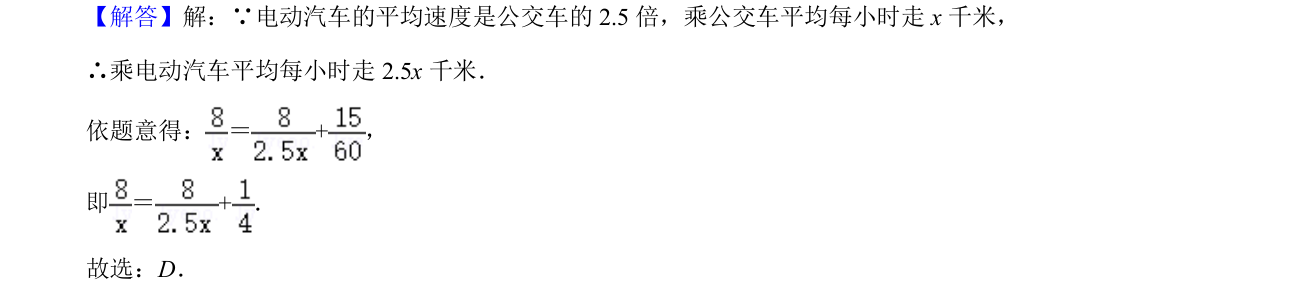 【解答】解：∵电动汽车的平均速度是公交车的 2.5 倍，乘公交车平均每小时走 x 千米，
∴乘电动汽车平均每小时走 2.5x 千米．
依题意得：8/x=8/2.5x+15/60，
即8/x=8/2.5x+1/4.
故选：D．